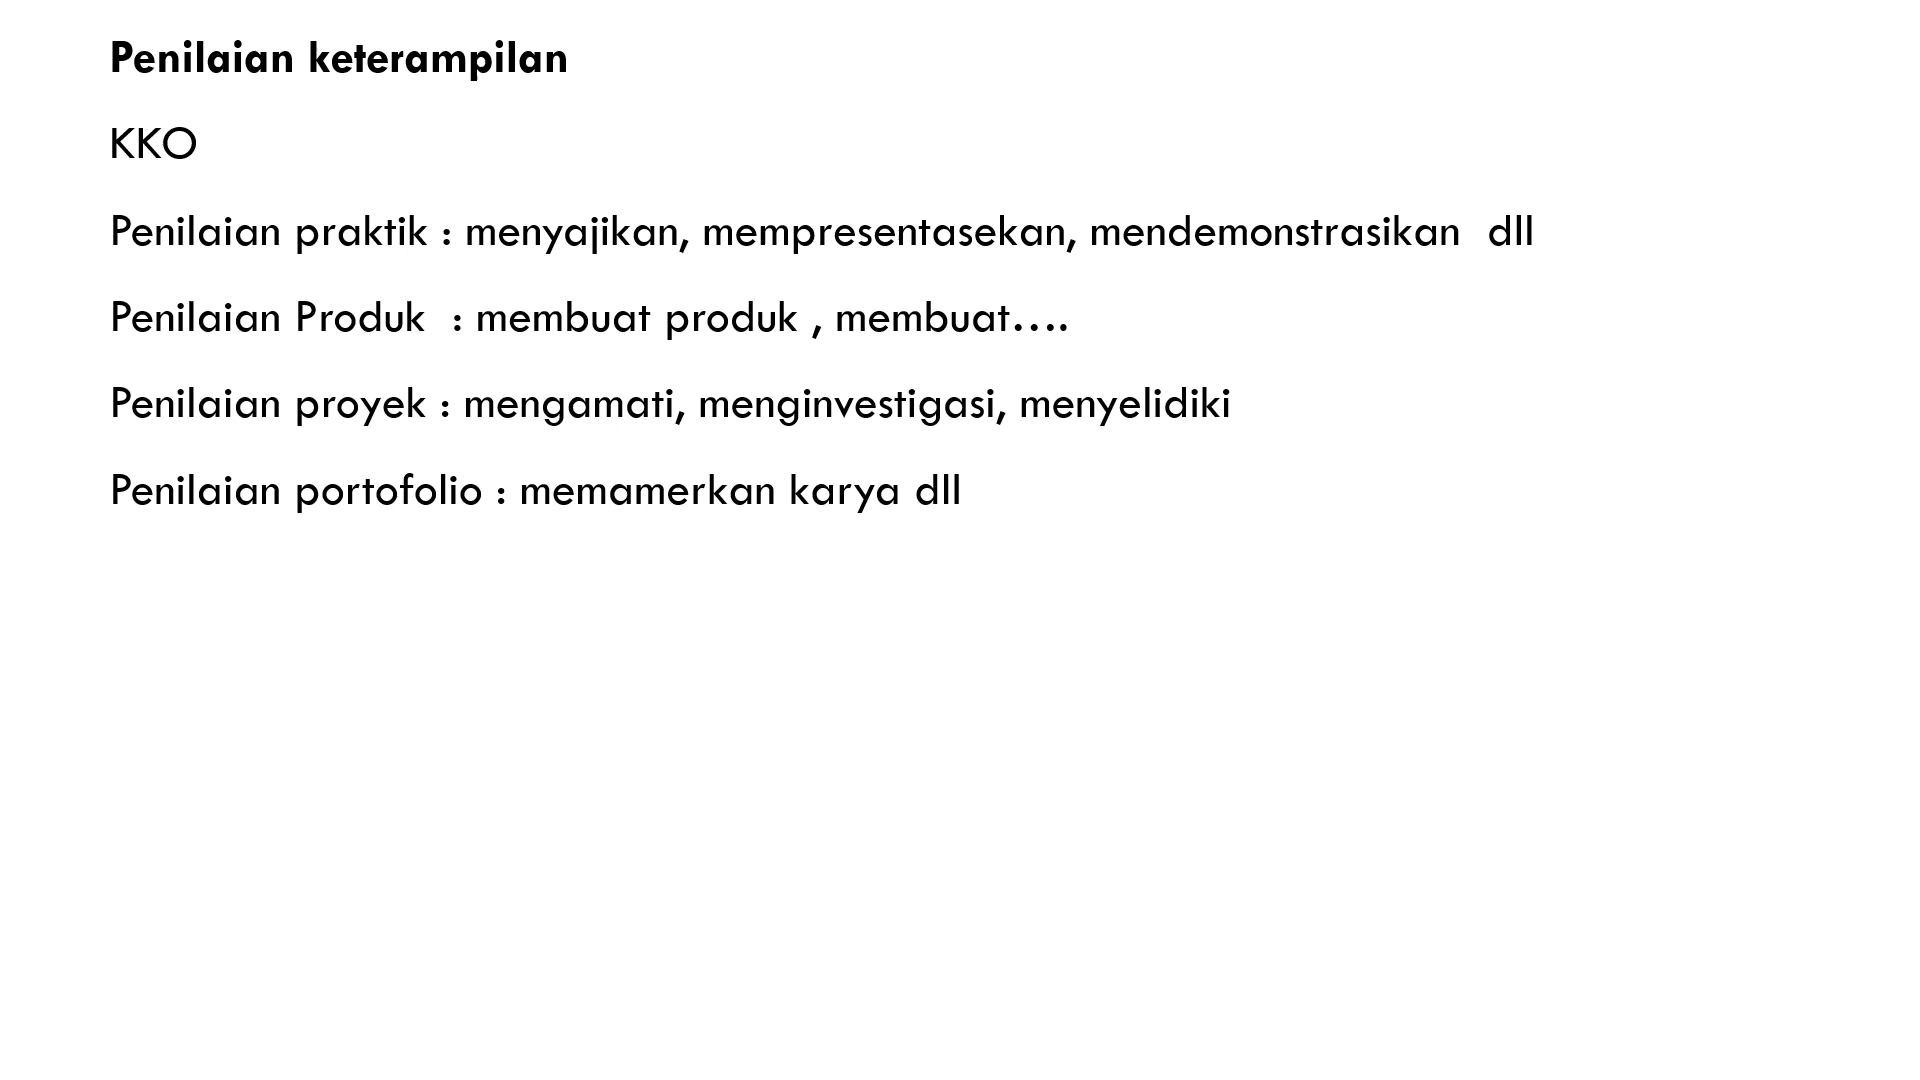 Penilaian keterampilan
KKO
Penilaian praktik : menyajikan, mempresentasekan, mendemonstrasikan  dll
Penilaian Produk  : membuat produk , membuat….
Penilaian proyek : mengamati, menginvestigasi, menyelidiki
Penilaian portofolio : memamerkan karya dll